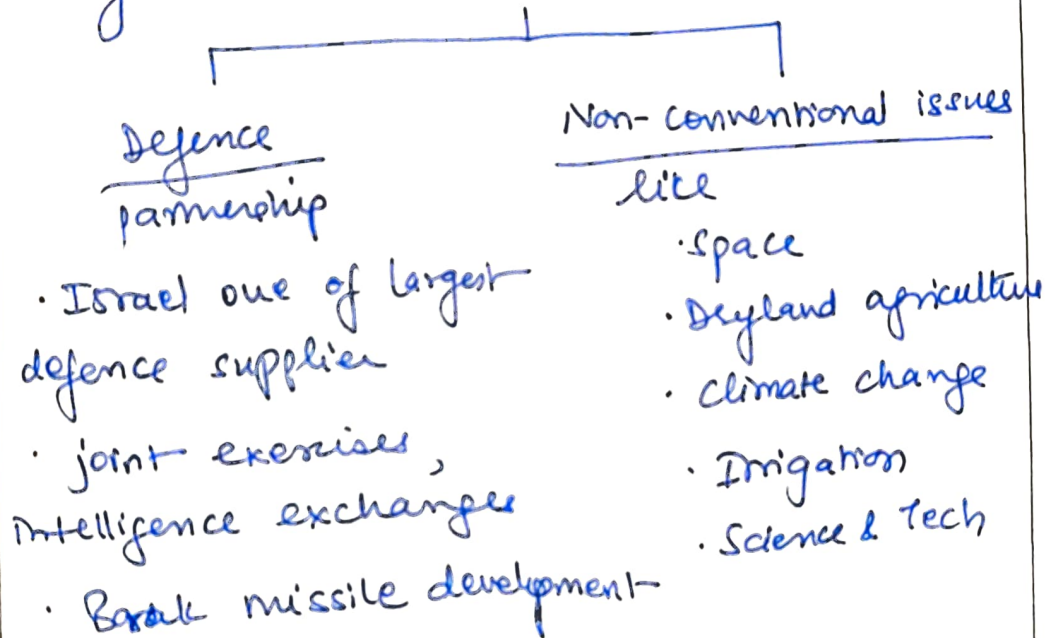 Defence
partnership
· Israel one of largest
defence supplier
· joint exercises,
intelligence exchanges
· Barak missile development
Non-conventional issues
like
· Space
· Dryland agriculture
· Climate change
· Irrigation
· Science & Tech